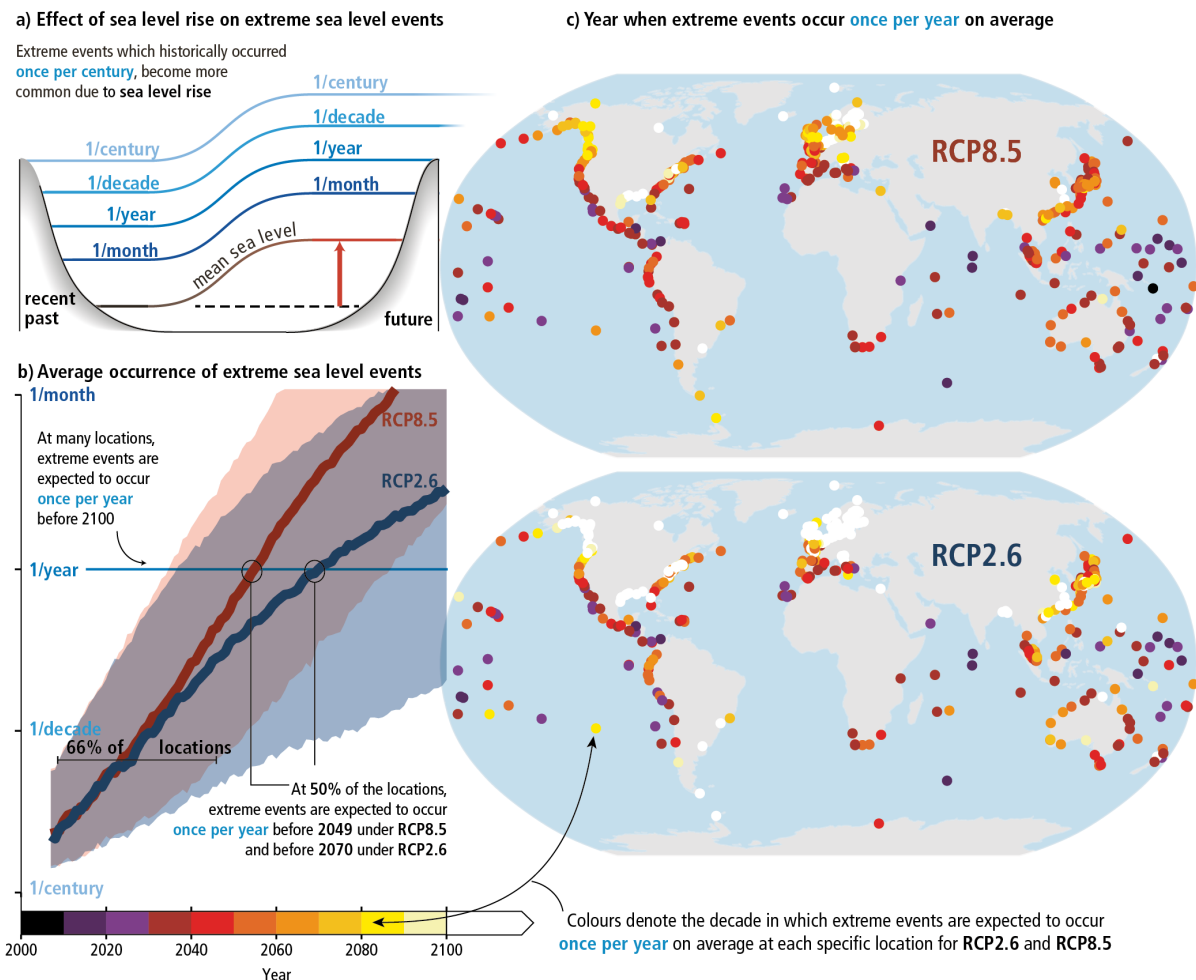 a) Effect of sea level rise on extreme sea level events
Extreme events which historically occurred
once per century, become more
common due to sea level rise
1/century
1/decade
1/year
1/month
1/century
1/decade
1/year
1/month
mean sea level
recent
past
future
b) Average occurrence of extreme sea level events
1/month
RCP8.5
At many locations,
extreme events are
expected to occur
once per year
before 2100
RCP2.6
1/year
1/decade
66% of locations
At 50% of the locations,
extreme events are expected to occur
once per year before 2049 under RCP8.5
and before 2070 under RCP2.6
1/century
2000 2020 2040 2060 2080 2100
Year
c) Year when extreme events occur once per year on average
RCP8.5
RCP2.6
Colours denote the decade in which extreme events are expected to occur
once per year on average at each specific location for RCP2.6 and RCP8.5